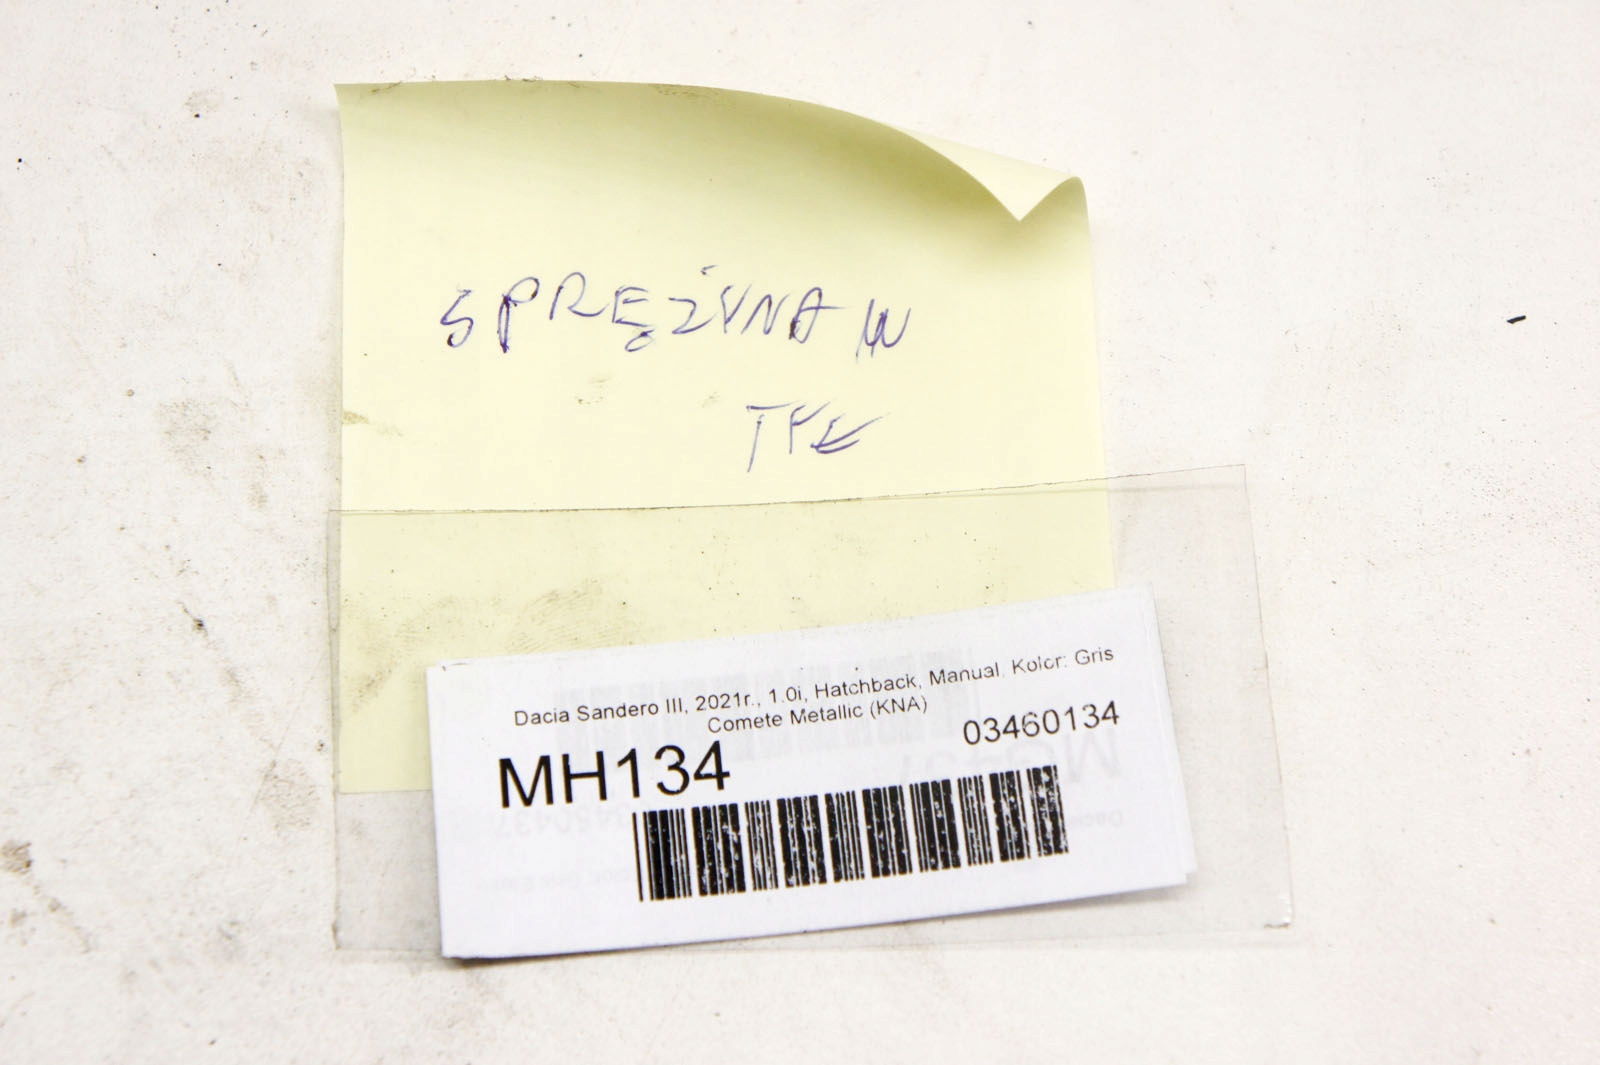 SPRĘŻYNA W
TYŁ
Dacia Sandero III, 2021r., 1.0i, Hatchback, Manual, Kolor: Gris
Comete Metallic (KNA)
03460134
MH134